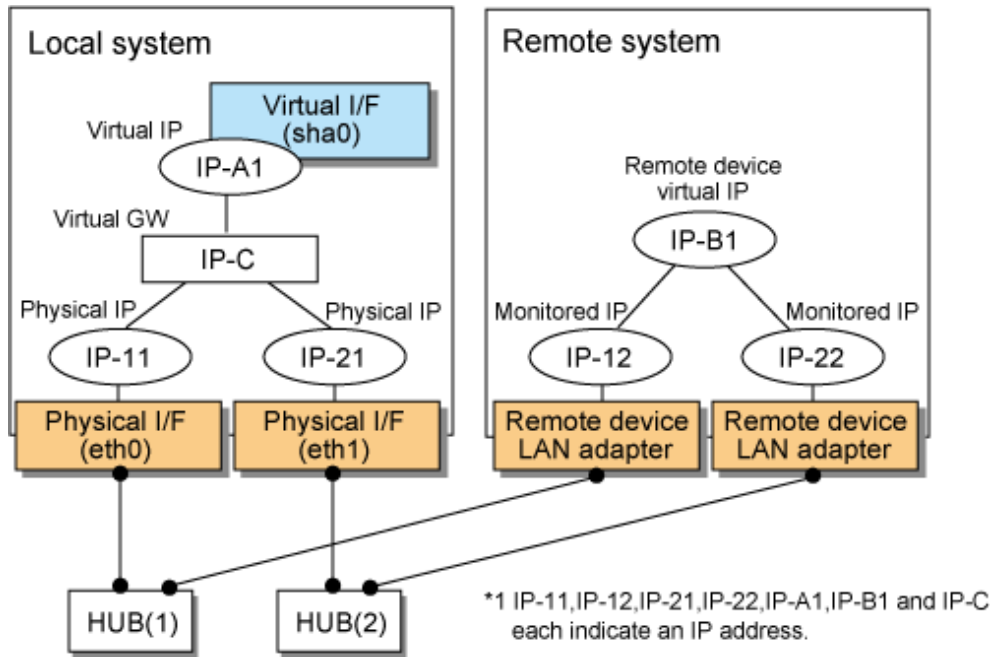 Local system
Virtual I/F
(sha0)
Virtual IP
IP-A1
Virtual GW
IP-C
Physical IP
Physical IP
IP-11
IP-21
Physical I/F
(eth0)
Physical I/F
(eth1)
Remote system
Remote device
virtual IP
IP-B1
Monitored IP
Monitored IP
IP-12
IP-22
Remote device
LAN adapter
Remote device
LAN adapter
HUB(1)
HUB(2)
*1 IP-11,IP-12,IP-21,IP-22,IP-A1,IP-B1 and IP-C
each indicate an IP address.